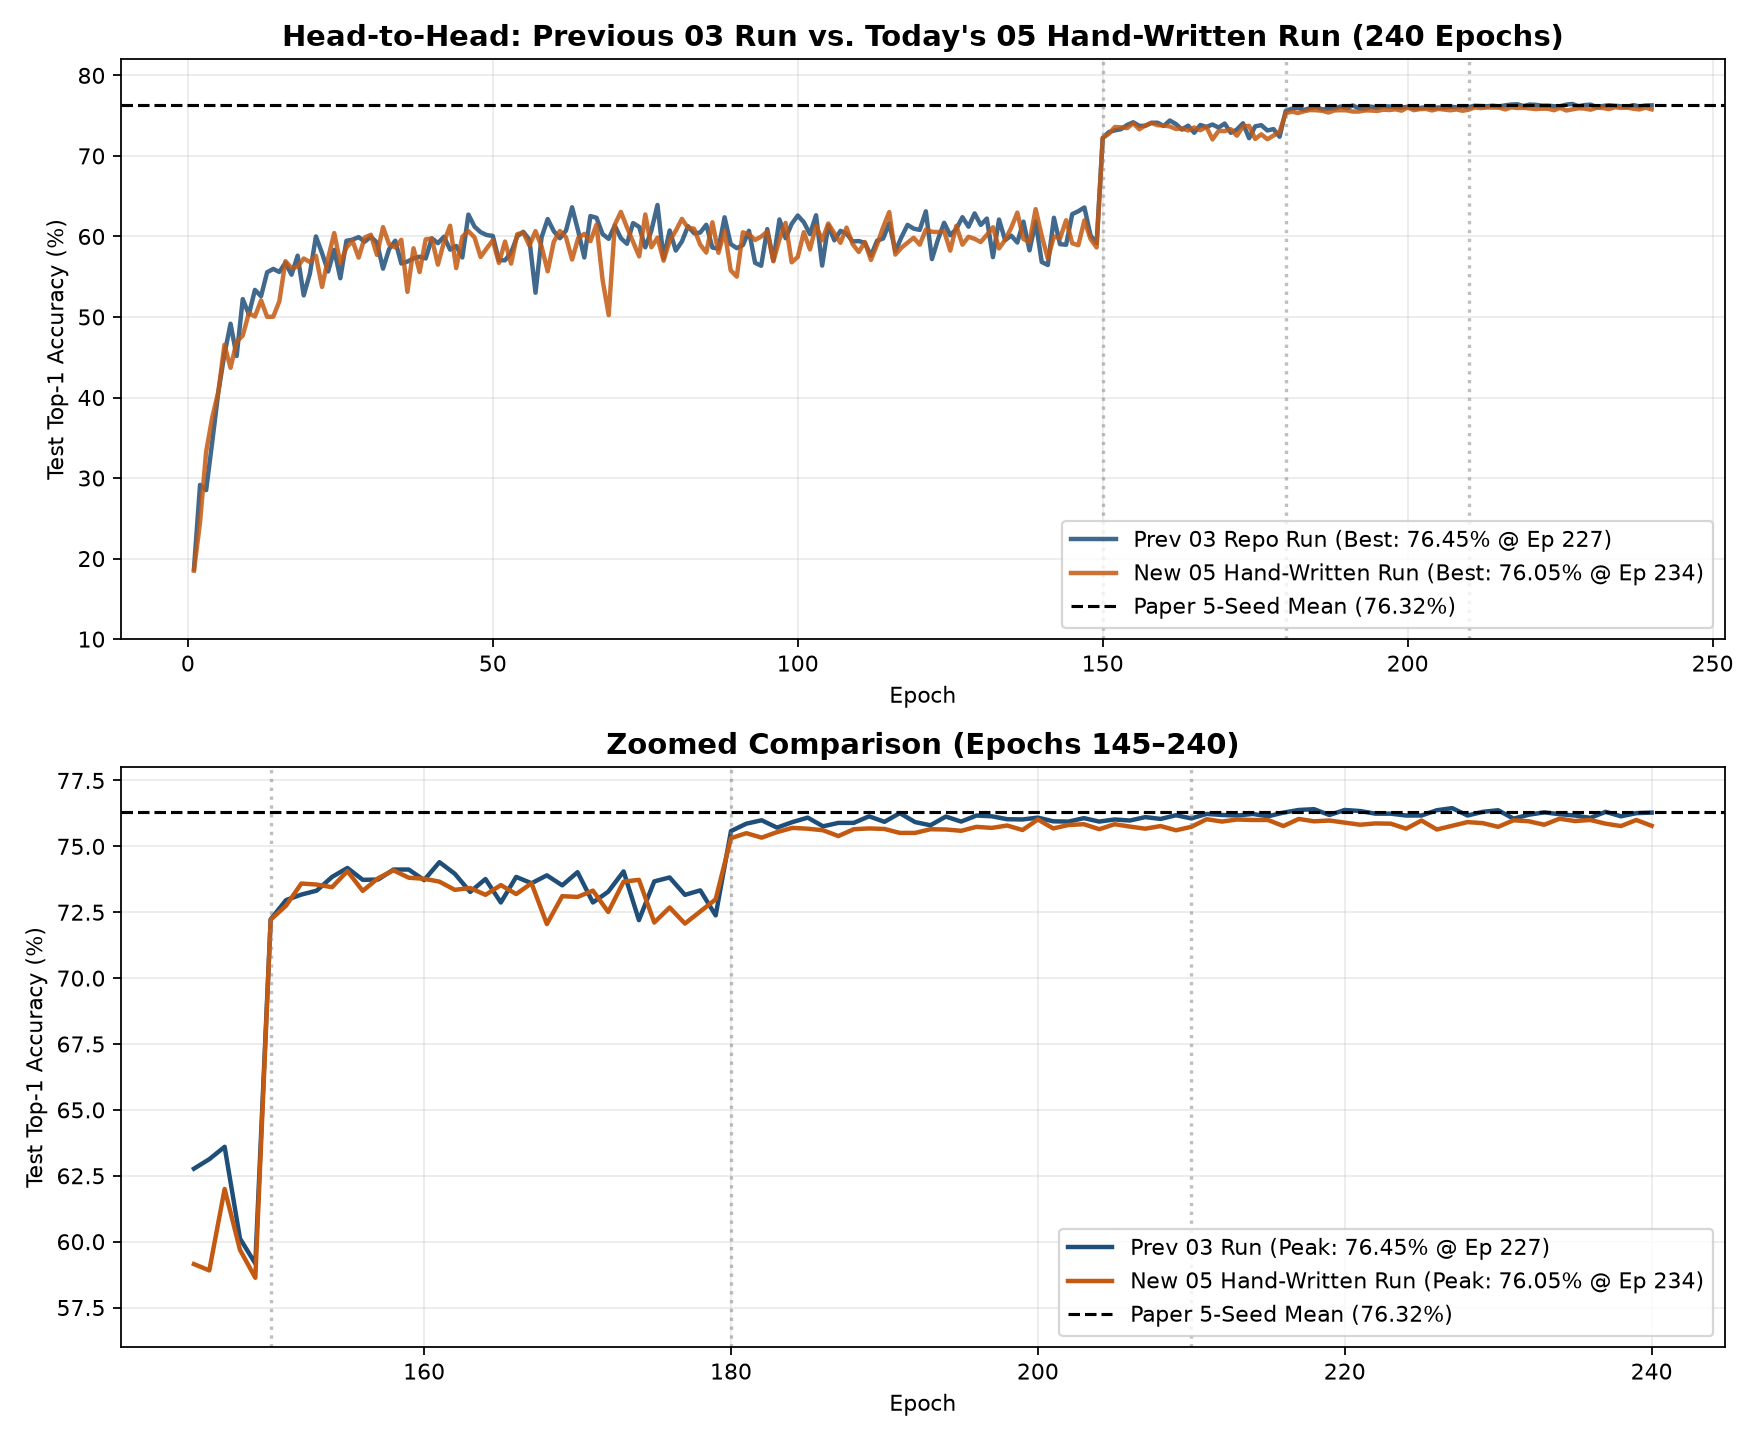 Head-to-Head: Previous 03 Run vs. Today's 05 Hand-Written Run (240 Epochs)
Test Top-1 Accuracy (%)
80
70
60
50
40
30
20
10
0
50
100
150
200
250
Epoch
Prev 03 Repo Run (Best: 76.45% @ Ep 227)
New 05 Hand-Written Run (Best: 76.05% @ Ep 234)
Paper 5-Seed Mean (76.32%)
Zoomed Comparison (Epochs 145–240)
Test Top-1 Accuracy (%)
77.5
75.0
72.5
70.0
67.5
65.0
62.5
60.0
57.5
160
180
200
220
240
Epoch
Prev 03 Run (Peak: 76.45% @ Ep 227)
New 05 Hand-Written Run (Peak: 76.05% @ Ep 234)
Paper 5-Seed Mean (76.32%)